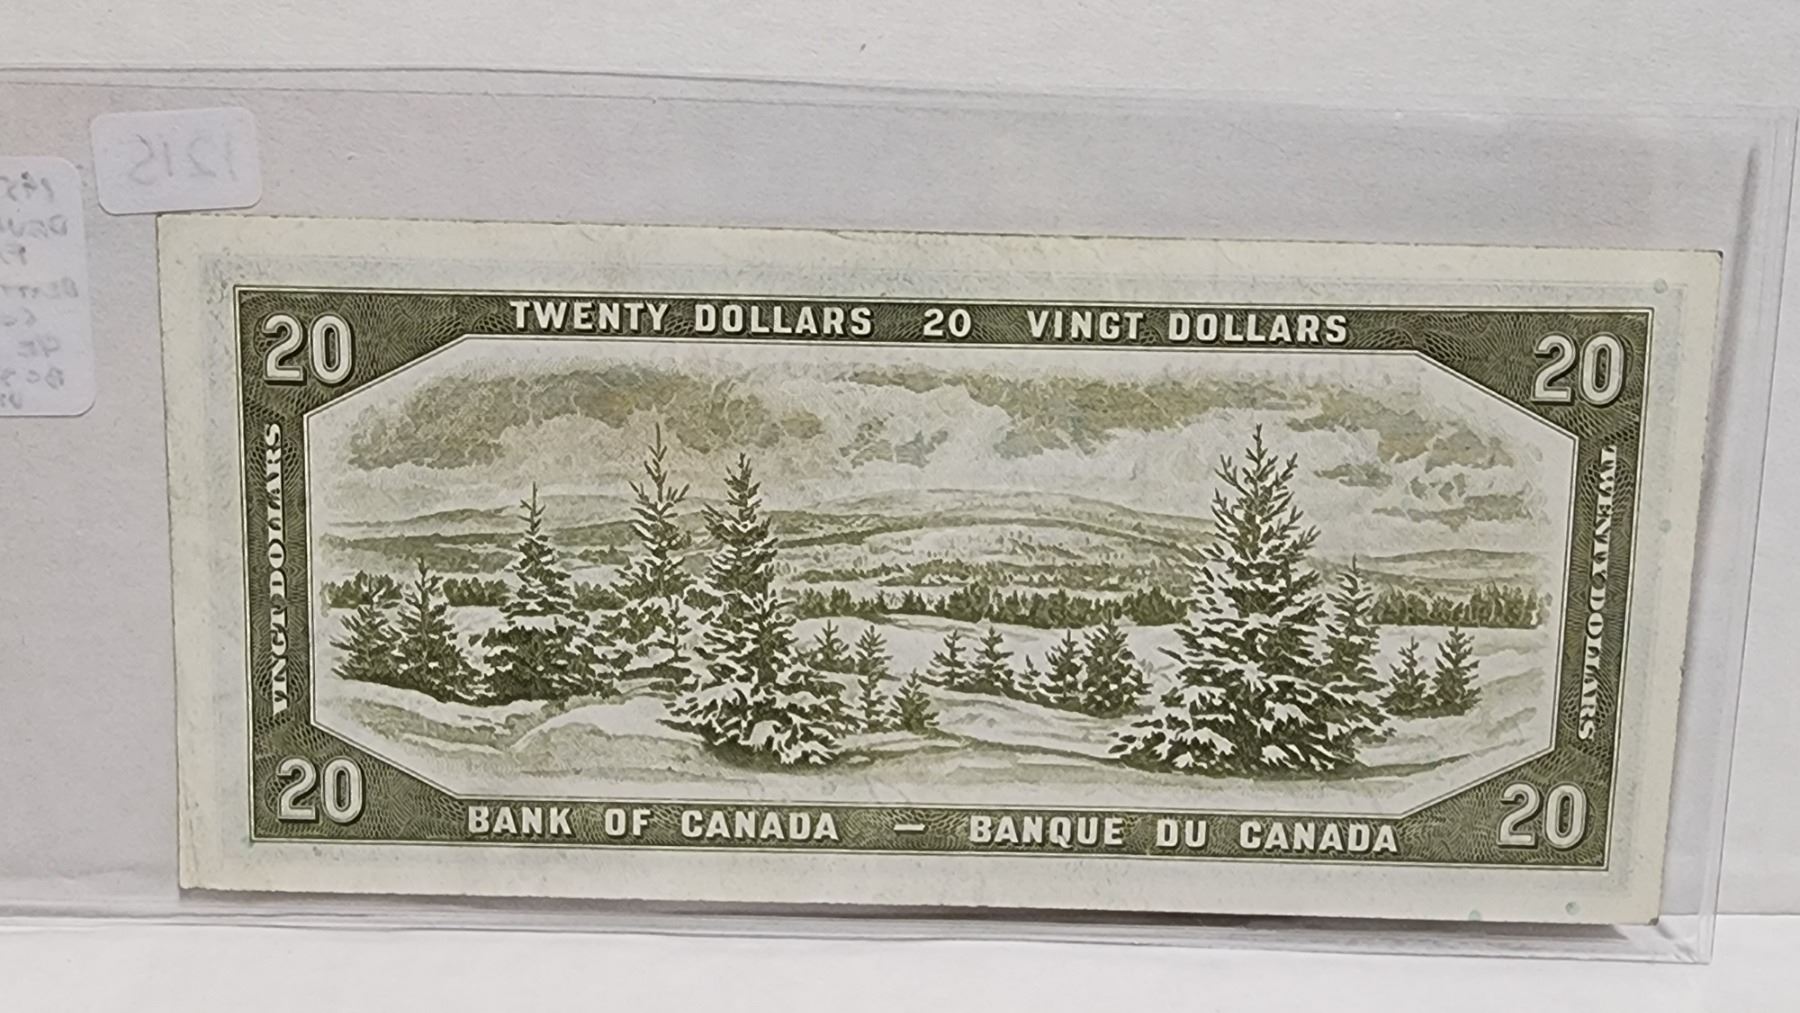 1215
TWENTY DOLLARS 20 VINGT DOLLARS
20 20
VINGT DOLLARS
TWENTY DOLLARS
20 20
BANK OF CANADA — BANQUE DU CANADA